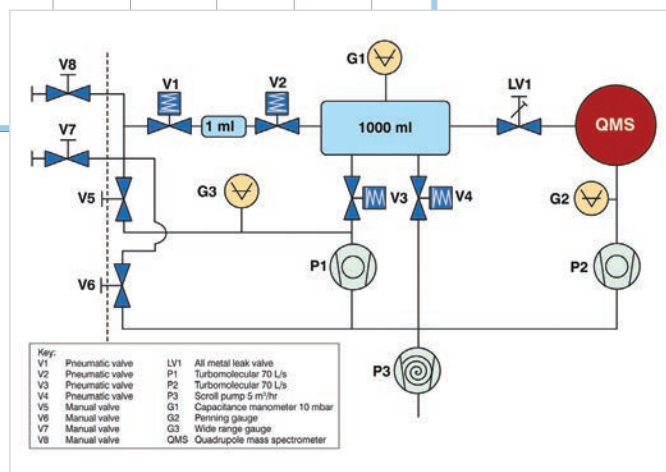 V8
V1
V2
G1
LV1
1 ml
1000 ml
QMS
V7
V5
G3
V3
V4
G2
V6
P1
P2
P3
Key:
V1 Pneumatic valve LV1 All metal leak valve
V2 Pneumatic valve P1 Turbomolecular 70 L/s
V3 Pneumatic valve P2 Turbomolecular 70 L/s
V4 Pneumatic valve P3 Scroll pump 5 m³/hr
V5 Manual valve G1 Capacitance manometer 10 mbar
V6 Manual valve G2 Penning gauge
V7 Manual valve G3 Wide range gauge
V8 Manual valve QMS Quadrupole mass spectrometer